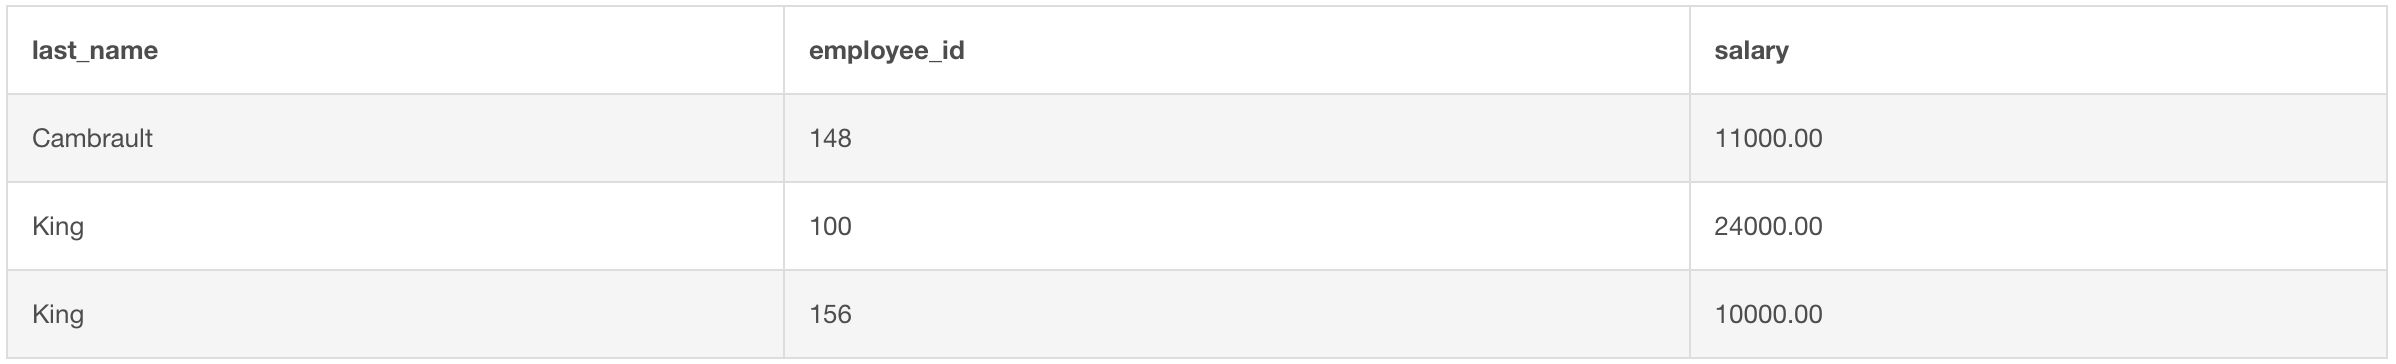 last_name employee_id salary
Cambrault 148 11000.00
King 100 24000.00
King 156 10000.00